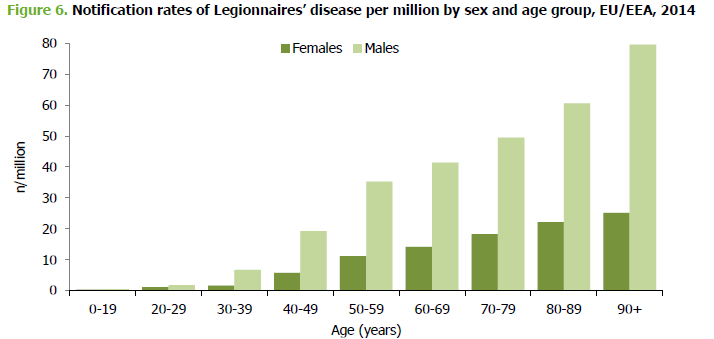 Figure 6. Notification rates of Legionnaires’ disease per million by sex and age group, EU/EEA, 2014
Females Males
80
70
60
50
40
30
20
10
0
n/million
0-19 20-29 30-39 40-49 50-59 60-69 70-79 80-89 90+
Age (years)